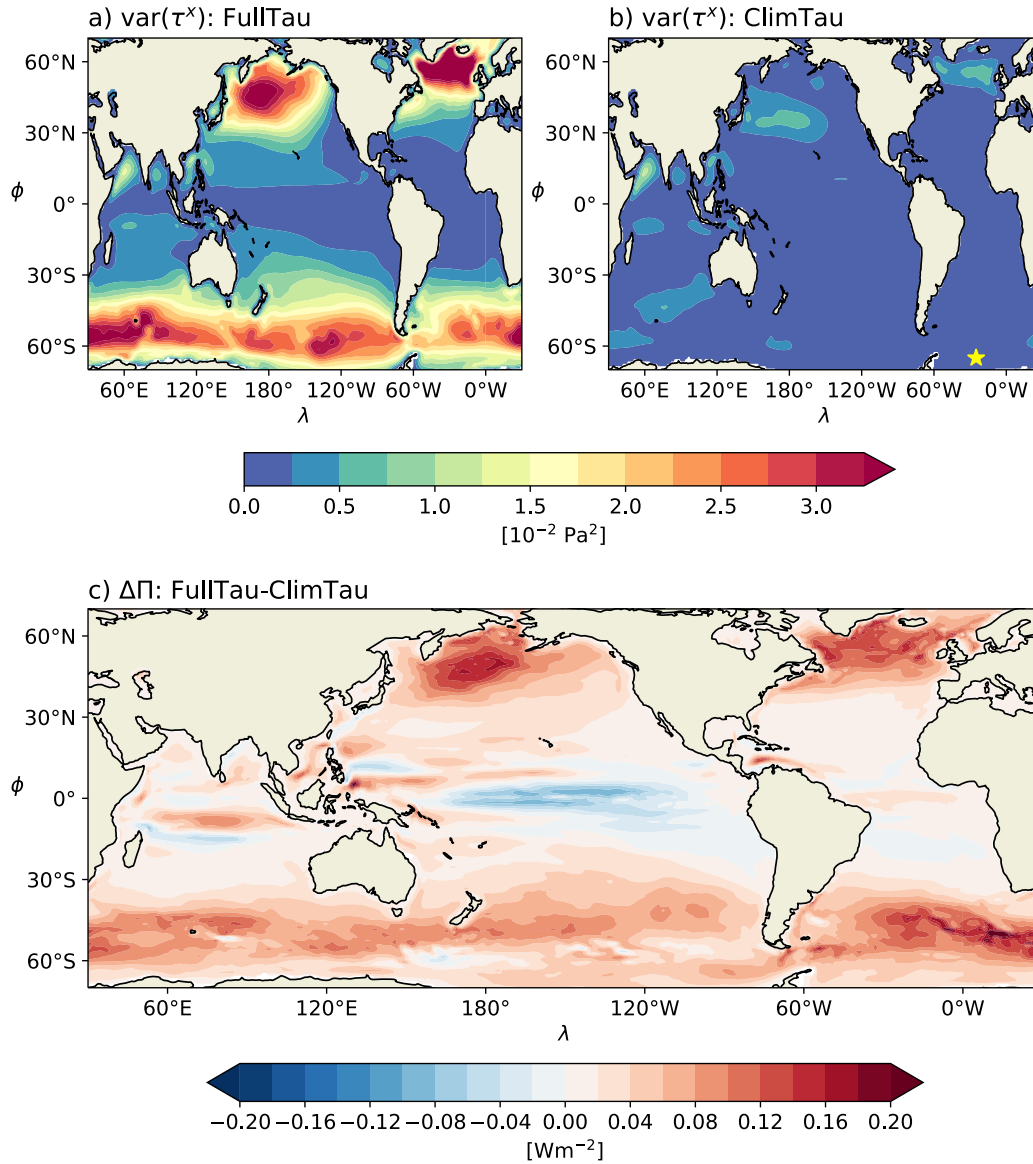 a) var(τˣ): FullTau
b) var(τˣ): ClimTau
60°N
30°N
ϕ
0°
30°S
60°S
60°E
120°E
180°
120°W
60°W
0°W
λ
60°N
30°N
ϕ
0°
30°S
60°S
60°E
120°E
180°
120°W
60°W
0°W
λ
0.0 0.5 1.0 1.5 2.0 2.5 3.0
[10⁻² Pa²]
c) ΔΠ: FullTau-ClimTau
60°N
30°N
ϕ
0°
30°S
60°S
60°E
120°E
180°
120°W
60°W
0°W
λ
−0.20 −0.16 −0.12 −0.08 −0.04 0.00 0.04 0.08 0.12 0.16 0.20
[Wm⁻²]